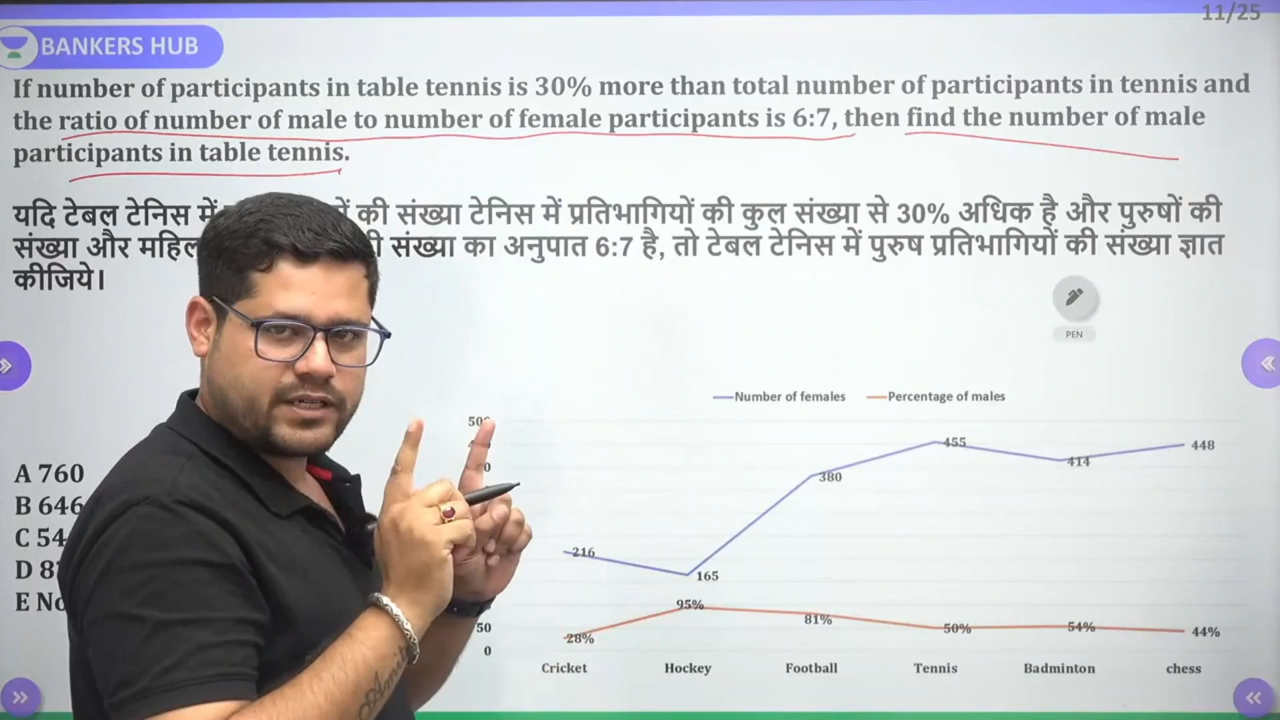 11/25
BANKERS HUB
If number of participants in table tennis is 30% more than total number of participants in tennis and
the ratio of number of male to number of female participants is 6:7, then find the number of male
participants in table tennis.
यदि टेबल टेनिस में की संख्या टेनिस में प्रतिभागियों की कुल संख्या से 30% अधिक है और पुरुषों की
संख्या और संख्या का अनुपात 6:7 है, तो टेबल टेनिस में पुरुष प्रतिभागियों की संख्या ज्ञात
कीजिये।
PEN
Number of females Percentage of males
A 760
B 646
C 54
D 8
E
455
448
414
380
216
165
95%
81%
50%
54%
44%
28%
50
0
Cricket Hockey Football Tennis Badminton chess